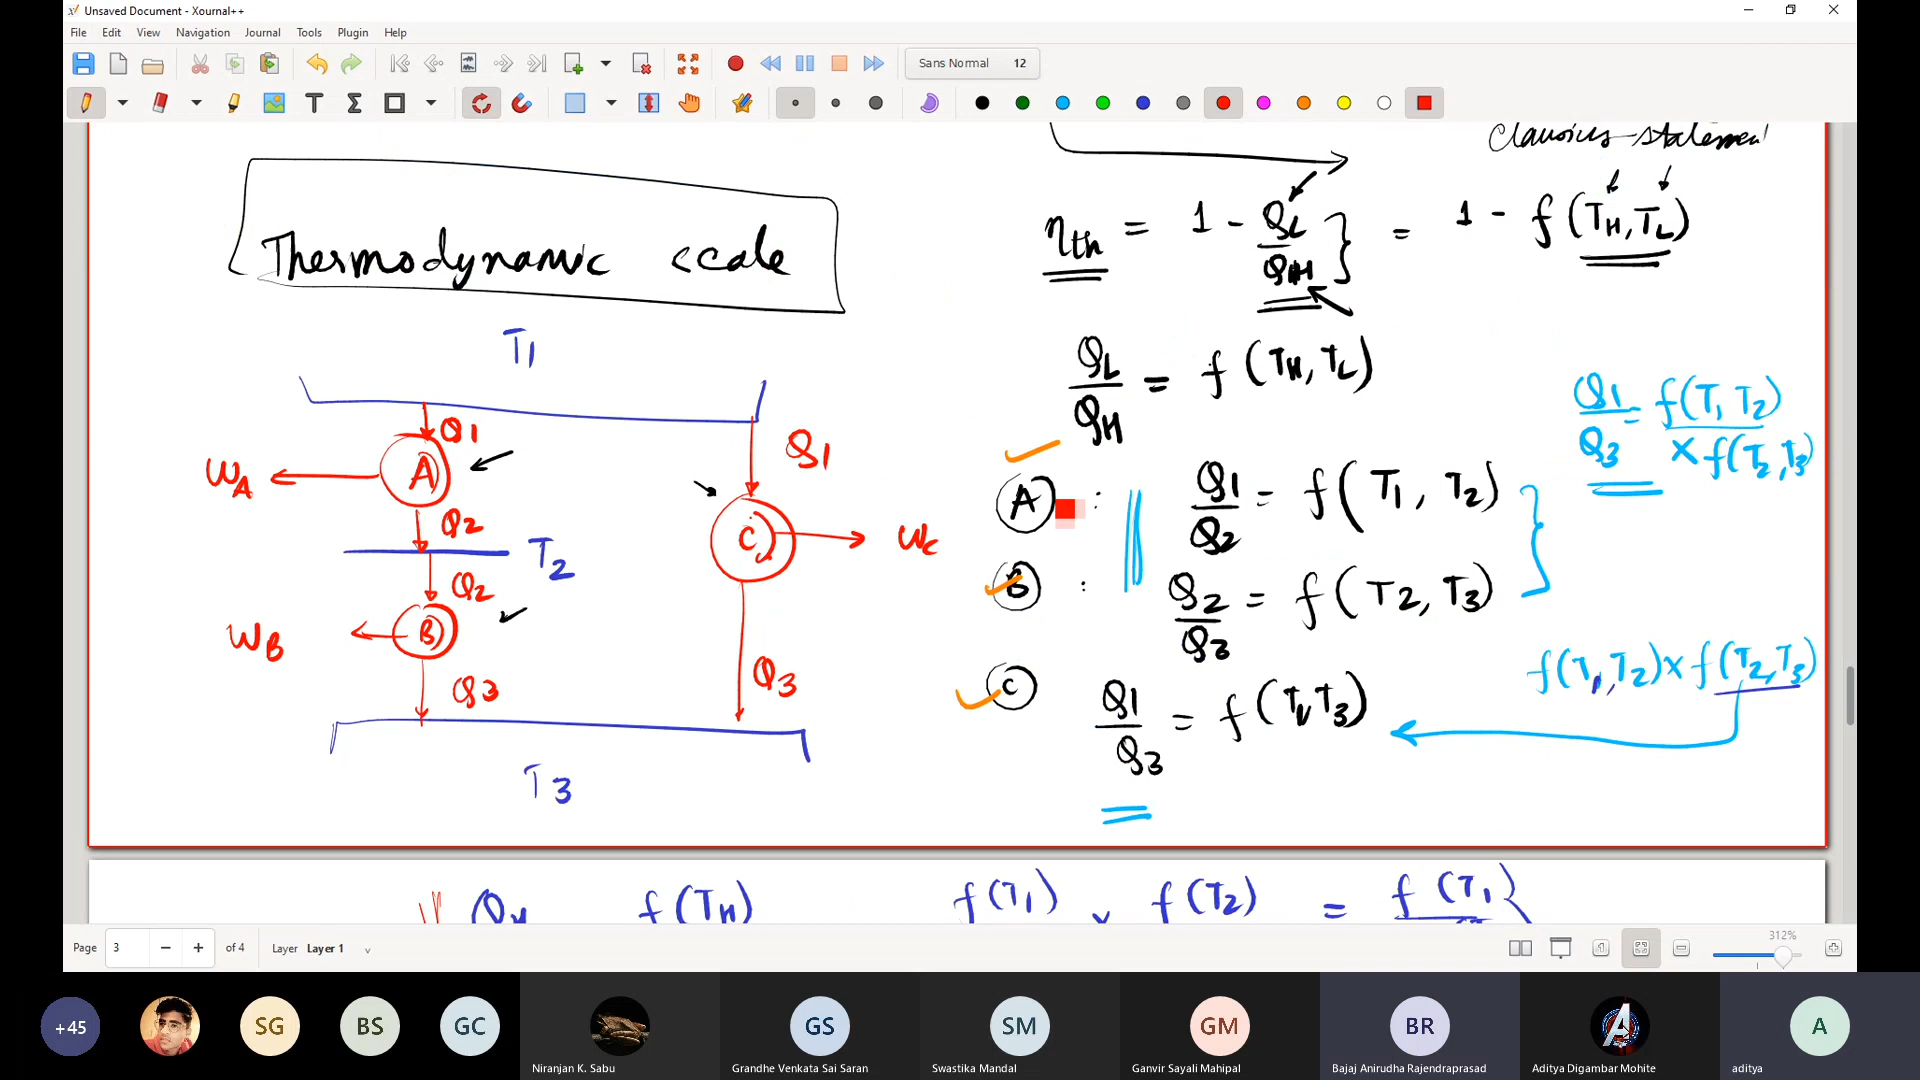 Unsaved Document - Xournal++
File Edit View Navigation Journal Tools Plugin Help
Sans Normal 12
Clausius-statement
Thermodynamic scale
ηth = 1 - QL/QH = 1 - f(TH, TL)
QL/QH = f(TH, TL)
Q1/Q3 = f(T1 T2) × f(T2, T3)
T1
Q1
A
WA
Q2
T2
Q2
B
WB
Q3
T3
Q1
C
WC
Q3
A : Q1/Q2 = f(T1, T2)
B : Q2/Q3 = f(T2, T3)
f(T1,T2) × f(T2,T3)
C Q1/Q3 = f(T1, T3)
QH f(TH) f(T1) × f(T2) = f(T1)
Page 3 of 4 Layer Layer 1
312%
+45 SG BS GC GS SM GM BR A
Niranjan K. Sabu
Grandhe Venkata Sai Saran
Swastika Mandal
Ganvir Sayali Mahipal
Bajaj Anirudha Rajendraprasad
Aditya Digambar Mohite
aditya